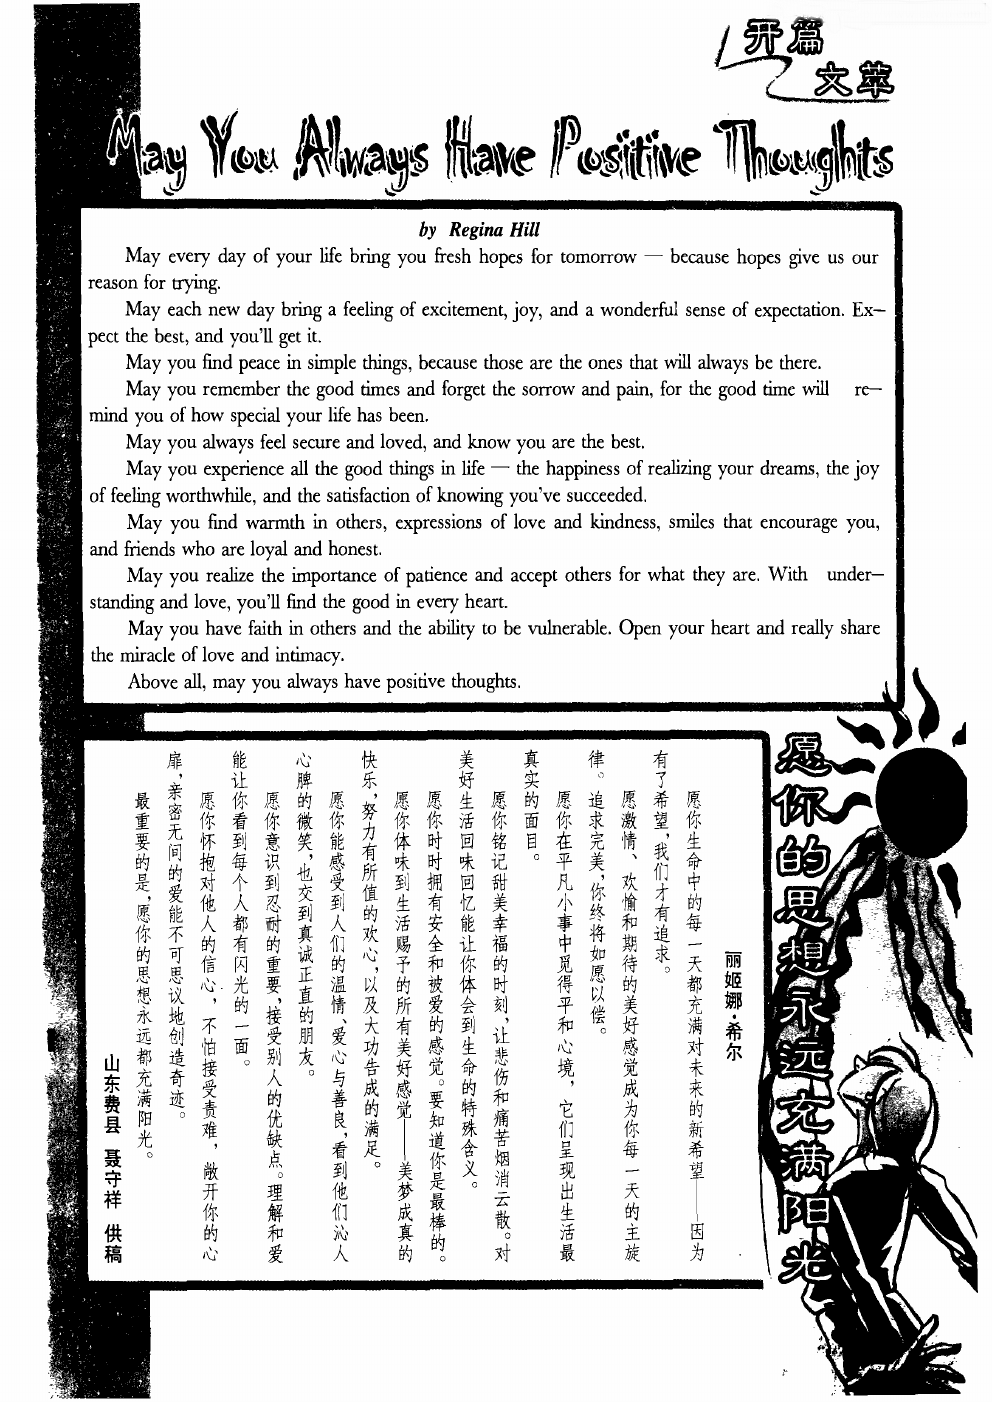 开篇
文萃
May You Always Have Positive Thoughts
by Regina Hill
May every day of your life bring you fresh hopes for tomorrow — because hopes give us our
reason for trying.
May each new day bring a feeling of excitement, joy, and a wonderful sense of expectation. Ex—
pect the best, and you'll get it.
May you find peace in simple things, because those are the ones that will always be there.
May you remember the good times and forget the sorrow and pain, for the good time will re—
mind you of how special your life has been.
May you always feel secure and loved, and know you are the best.
May you experience all the good things in life — the happiness of realizing your dreams, the joy
of feeling worthwhile, and the satisfaction of knowing you've succeeded.
May you find warmth in others, expressions of love and kindness, smiles that encourage you,
and friends who are loyal and honest.
May you realize the importance of patience and accept others for what they are. With under—
standing and love, you'll find the good in every heart.
May you have faith in others and the ability to be vulnerable. Open your heart and really share
the miracle of love and intimacy.
Above all, may you always have positive thoughts.
愿你的思想永远充满阳光
丽姬娜·希尔
愿你生命中的每一天都充满对未来的新希望——因为
有了希望,我们才有追求。
愿激情、欢愉和期待的美好感觉成为你每一天的主旋
律。追求完美,你终将如愿以偿。
愿你在平凡小事中觅得平和心境,它们呈现出生活最
真实的面目。
愿你铭记甜美幸福的时刻,让悲伤和痛苦烟消云散。对
美好生活回味回忆能让你体会到生命的特殊含义。
愿你时时拥有安全和被爱的感觉。要知道你是最棒的。
愿你体味到生活赐予的所有美好感觉——美梦成真的
快乐,努力有所值的欢心,以及大功告成的满足。
愿你能感受到人们的温情、爱心与善良,看到他们沁人
心脾的微笑,也交到真诚正直的朋友。
愿你意识到忍耐的重要,接受别人的优缺点。理解和爱
能让你看到每个人都有闪光的一面。
愿你怀抱对他人的信心,不怕接受责难,敞开你的心
扉,亲密无间的爱能不可思议地创造奇迹。
最重要的是,愿你的思想永远都充满阳光。
山东费县 聂守祥 供稿